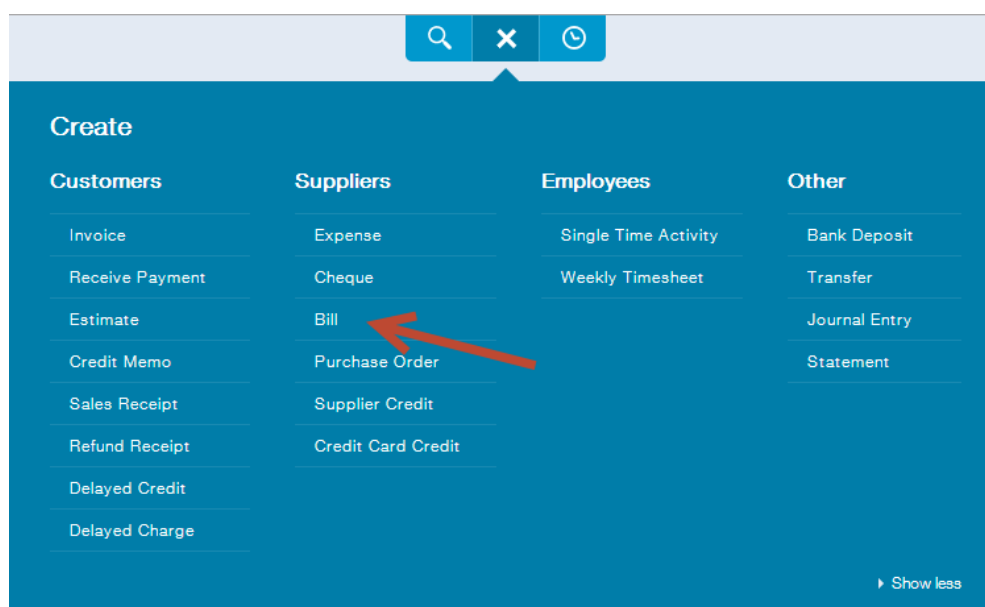 Create
Customers
Invoice
Receive Payment
Estimate
Credit Memo
Sales Receipt
Refund Receipt
Delayed Credit
Delayed Charge
Suppliers
Expense
Cheque
Bill
Purchase Order
Supplier Credit
Credit Card Credit
Employees
Single Time Activity
Weekly Timesheet
Other
Bank Deposit
Transfer
Journal Entry
Statement
Show less